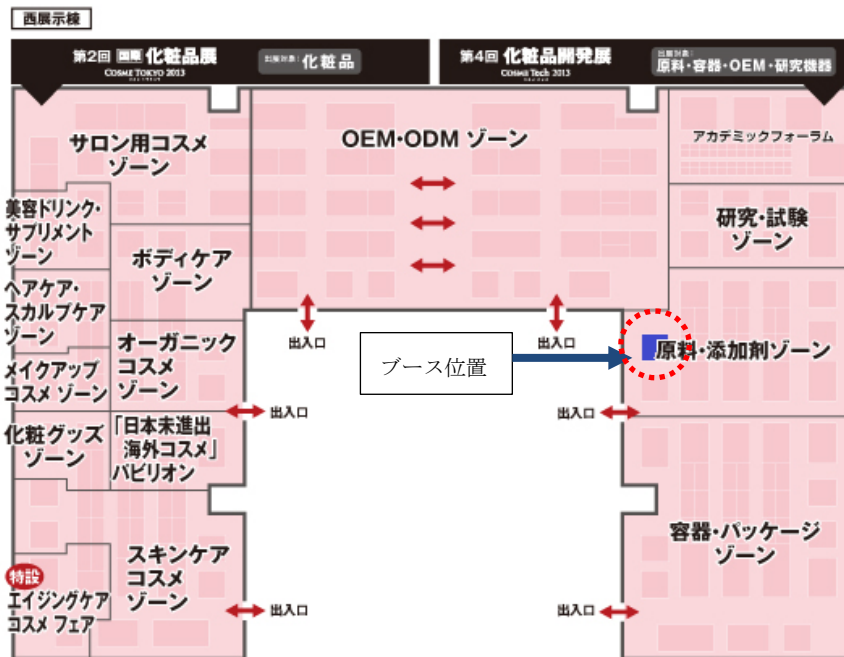 西展示棟
第2回 国際 化粧品展
COSME TOKYO 2013
出展対象: 化粧品
第4回 化粧品開発展
COSME Tech 2013
出展対象:
原料・容器・OEM・研究機器
サロン用コスメ
ゾーン
OEM・ODM ゾーン
アカデミックフォーラム
美容ドリンク・
サプリメント
ゾーン
ボディケア
ゾーン
研究・試験
ゾーン
ヘアケア・
スカルプケア
ゾーン
オーガニック
コスメ
ゾーン
出入口
出入口
ブース位置
原料・添加剤ゾーン
メイクアップ
コスメ ゾーン
出入口
出入口
化粧グッズ
ゾーン
「日本未進出
海外コスメ」
パビリオン
容器・パッケージ
ゾーン
スキンケア
コスメ
ゾーン
特設
エイジングケア
コスメ フェア
出入口
出入口